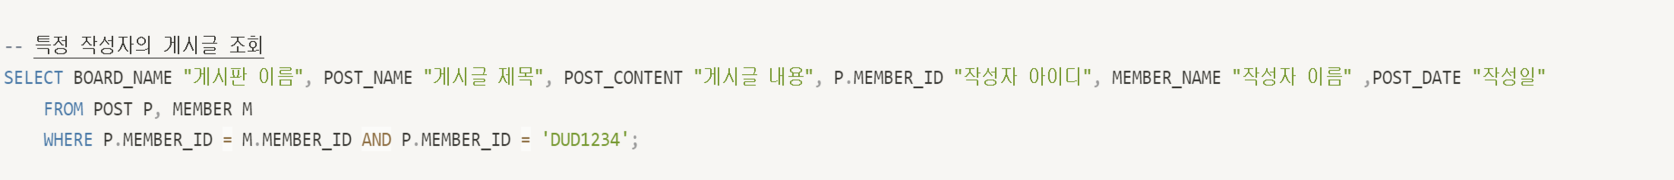 -- 특정 작성자의 게시글 조회
SELECT BOARD_NAME "게시판 이름", POST_NAME "게시글 제목", POST_CONTENT "게시글 내용", P.MEMBER_ID "작성자 아이디", MEMBER_NAME "작성자 이름" ,POST_DATE "작성일"
    FROM POST P, MEMBER M
    WHERE P.MEMBER_ID = M.MEMBER_ID AND P.MEMBER_ID = 'DUD1234';